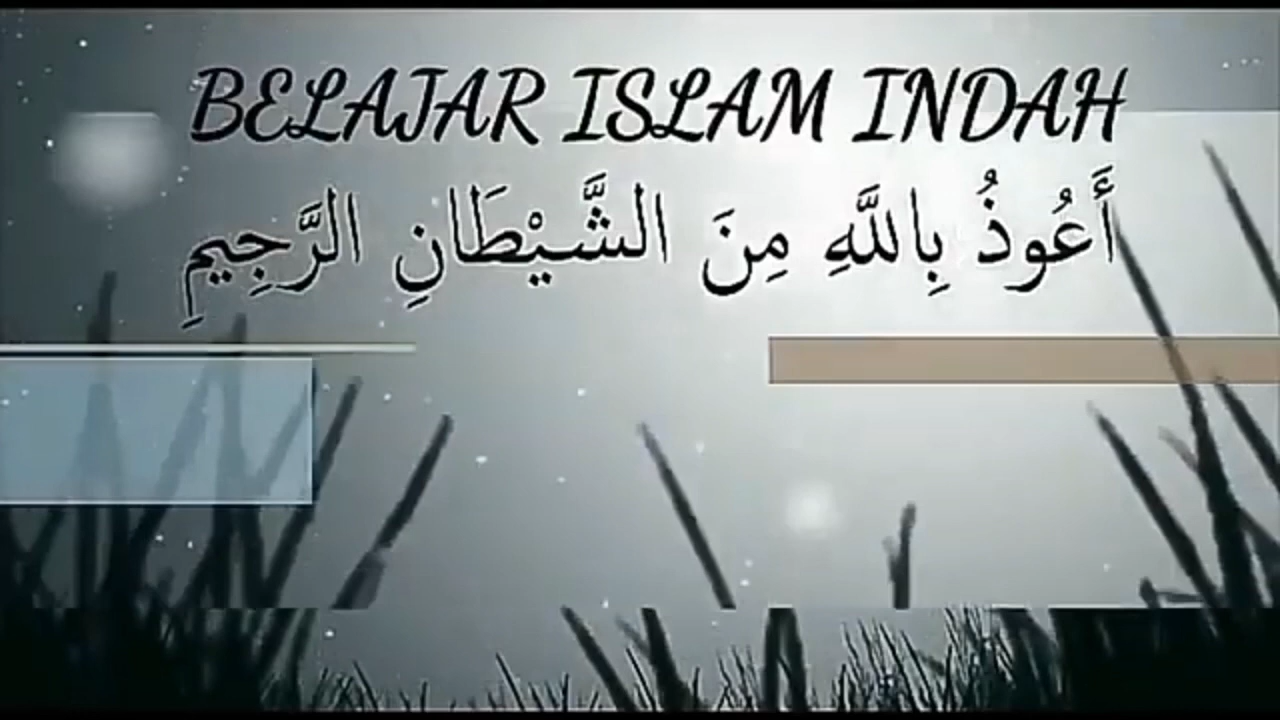 BELAJAR ISLAM INDAH
أَعُوذُ بِاللَّهِ مِنَ الشَّيْطَانِ الرَّجِيمِ